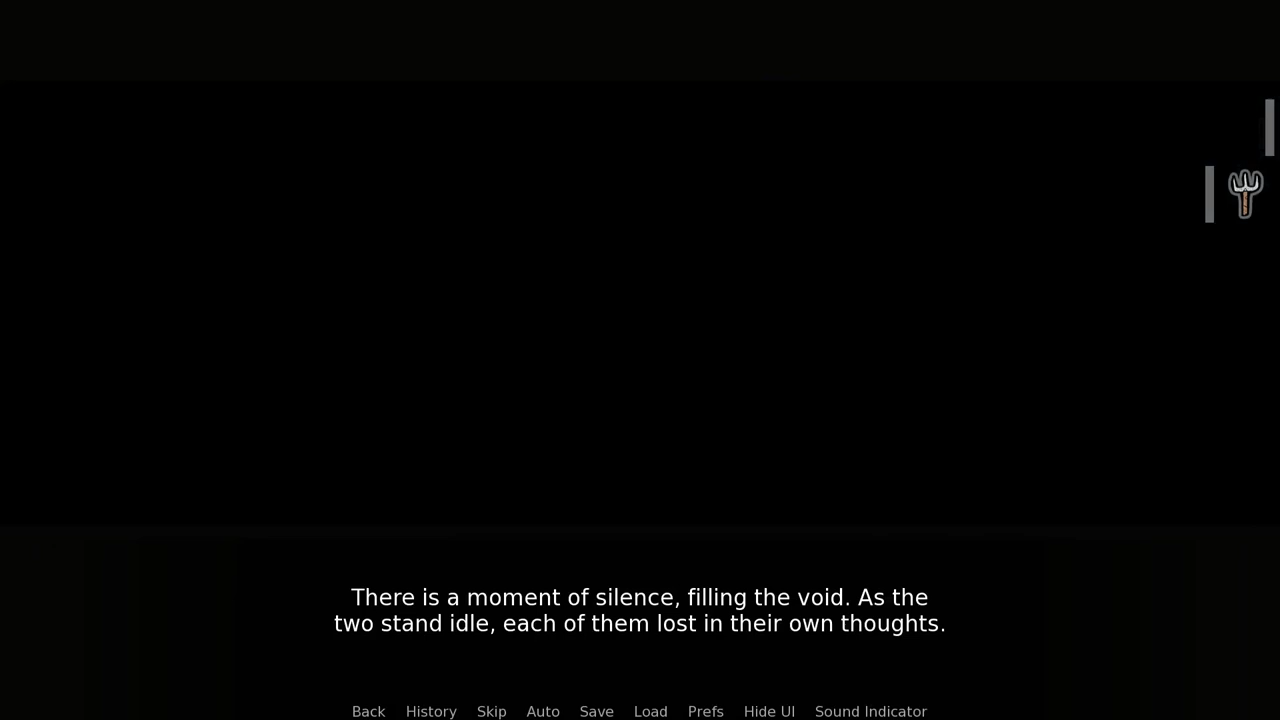 There is a moment of silence, filling the void. As the
two stand idle, each of them lost in their own thoughts.
Back History Skip Auto Save Load Prefs Hide UI Sound Indicator